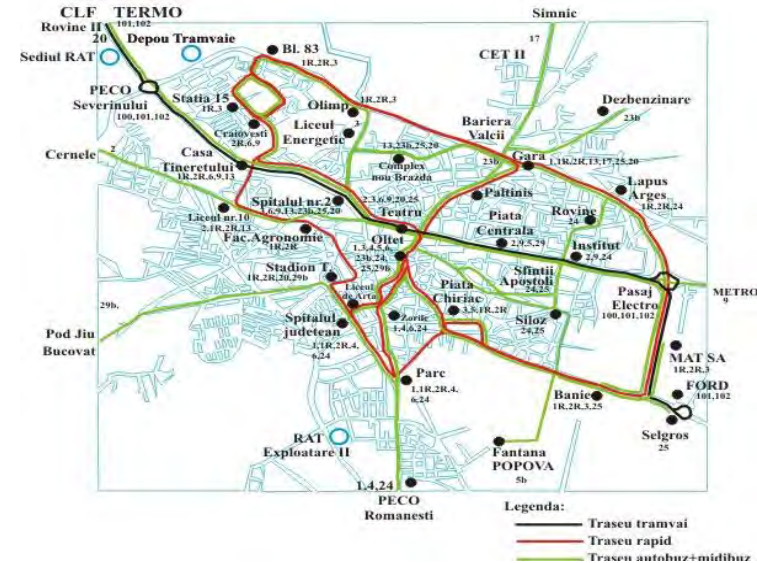 CLF TERMO
Rovine II 101,102
20
Sediul RAT
Depou Tramvaie
Bl. 83
1R,2R,3
Simnic
17
CET II
PECO
Severinului
100,101,102
Statia 15
1R,3
Craiovesti
2R,6,9
Olimp
1R,2R,3
3
Liceul
Energetic
Bariera
Valcii
Dezbenzinare
23b
Cernele
2
Casa
Tineretului
1R,2R,6,9,13
13,23b,25,20
Complex
nou Brazda
23b
Gara
1,1R,2R,13,17,25,20
Lapus
Arges
1R,2R,24
Spitalul nr.2
1,6,9,13,23b,25,20
2,3,6,9,20,25
Teatru
Paltinis
Piata
Centrala
2,9,5,29
Rovine
24
Liceul nr.10
2,1R,2R,13
Fac.Agronomie
1R,2R
Oltet
1,3,4,5,6,
23b,24,
25,29b
Institut
2,9,24
Stadion T.
1R,2R,20,29b
Liceul
de Arta
Piata
Chiriac
3,5,1R,2R
Sfintii
Apostoli
24,25
Pasaj
Electro
100,101,102
METRO
9
29b.
Pod Jiu
Bucovat
Spitalul
judetean
1,1R,2R,4,
6,24
Zorile
1,4,6,24
Siloz
24,25
MAT SA
1R,2R,3
Parc
1,1R,2R,4,
6,24
Banie
1R,2R,3,25
FORD
101,102
Selgros
25
RAT
Exploatare II
Fantana
POPOVA
5b
1.4,24
PECO
Romanesti
Legenda:
Traseu tramvai
Traseu rapid
Traseu autobuz+midibuz